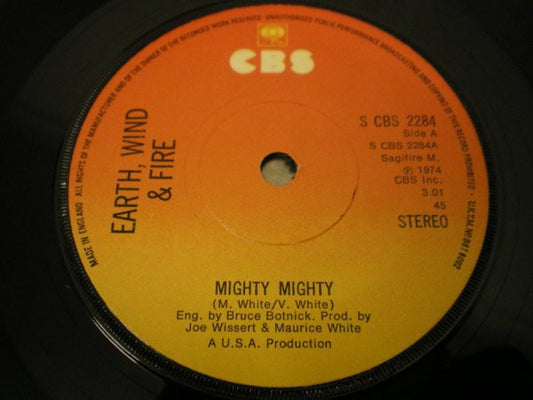 MADE IN ENGLAND ALL RIGHTS OF THE MANUFACTURER AND OF THE OWNER OF THE RECORDED WORK RESERVED UNAUTHORISED PUBLIC PERFORMANCE BROADCASTING AND COPYING OF THIS RECORD PROHIBITED · U.K.T.M. No
CBS
EARTH, WIND
& FIRE
S CBS 2284
Side A
S CBS 2284A
Sagifire M.
℗ 1974
CBS Inc.
3.01
45
STEREO
MIGHTY MIGHTY
(M. White/V. White)
Eng. by Bruce Botnick. Prod. by
Joe Wissert & Maurice White
A U.S.A. Production